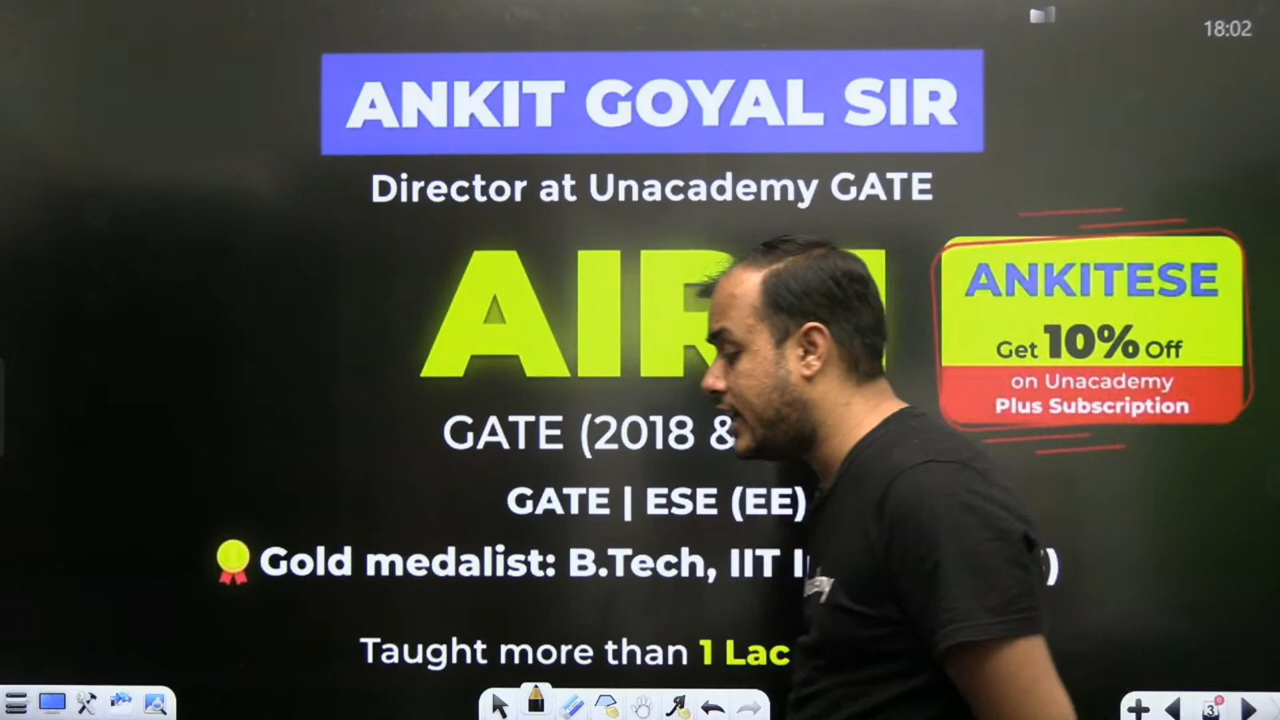 18:02
ANKIT GOYAL SIR
Director at Unacademy GATE
AIR
ANKITESE
Get 10% Off
on Unacademy
Plus Subscription
GATE (2018 &
GATE | ESE (EE)
Gold medalist: B.Tech, IIT )
Taught more than 1 Lac
3